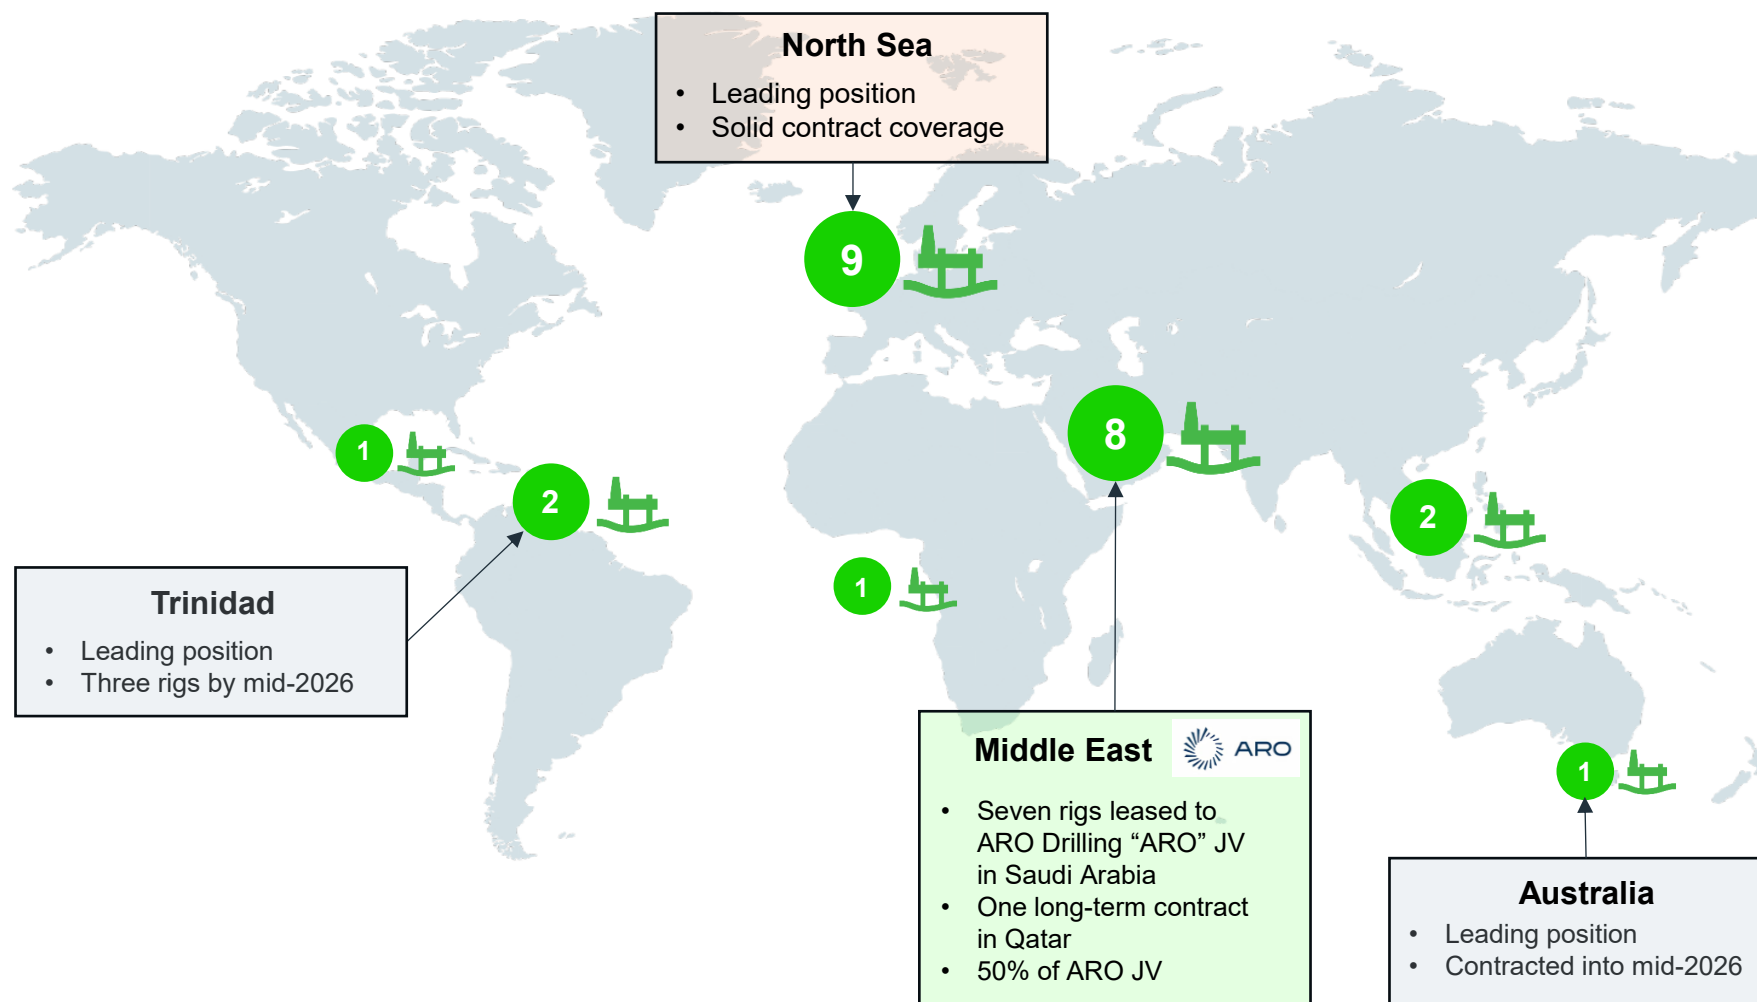 North Sea
• Leading position
• Solid contract coverage
9
8
1
2
2
1
Trinidad
• Leading position
• Three rigs by mid-2026
Middle East
ARO
• Seven rigs leased to
ARO Drilling “ARO” JV
in Saudi Arabia
• One long-term contract
in Qatar
• 50% of ARO JV
1
Australia
• Leading position
• Contracted into mid-2026